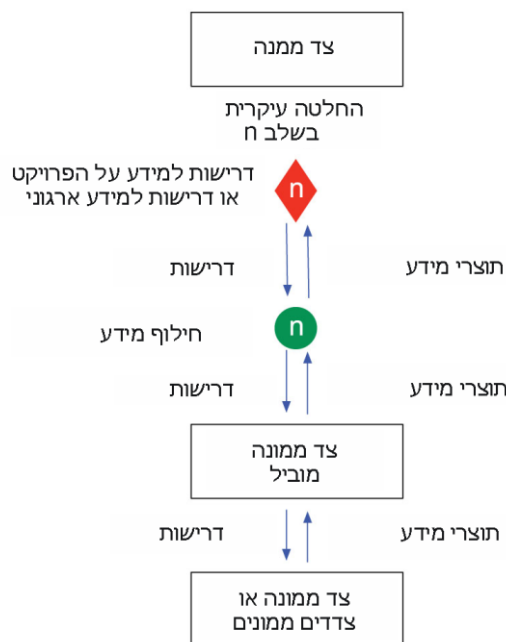 צד ממנה
החלטה עיקרית
בשלב n
דרישות למידע על הפרויקט
או דרישות למידע ארגוני
n
דרישות
תוצרי מידע
חילוף מידע
n
דרישות
תוצרי מידע
צד ממונה
מוביל
דרישות
תוצרי מידע
צד ממונה או
צדדים ממונים